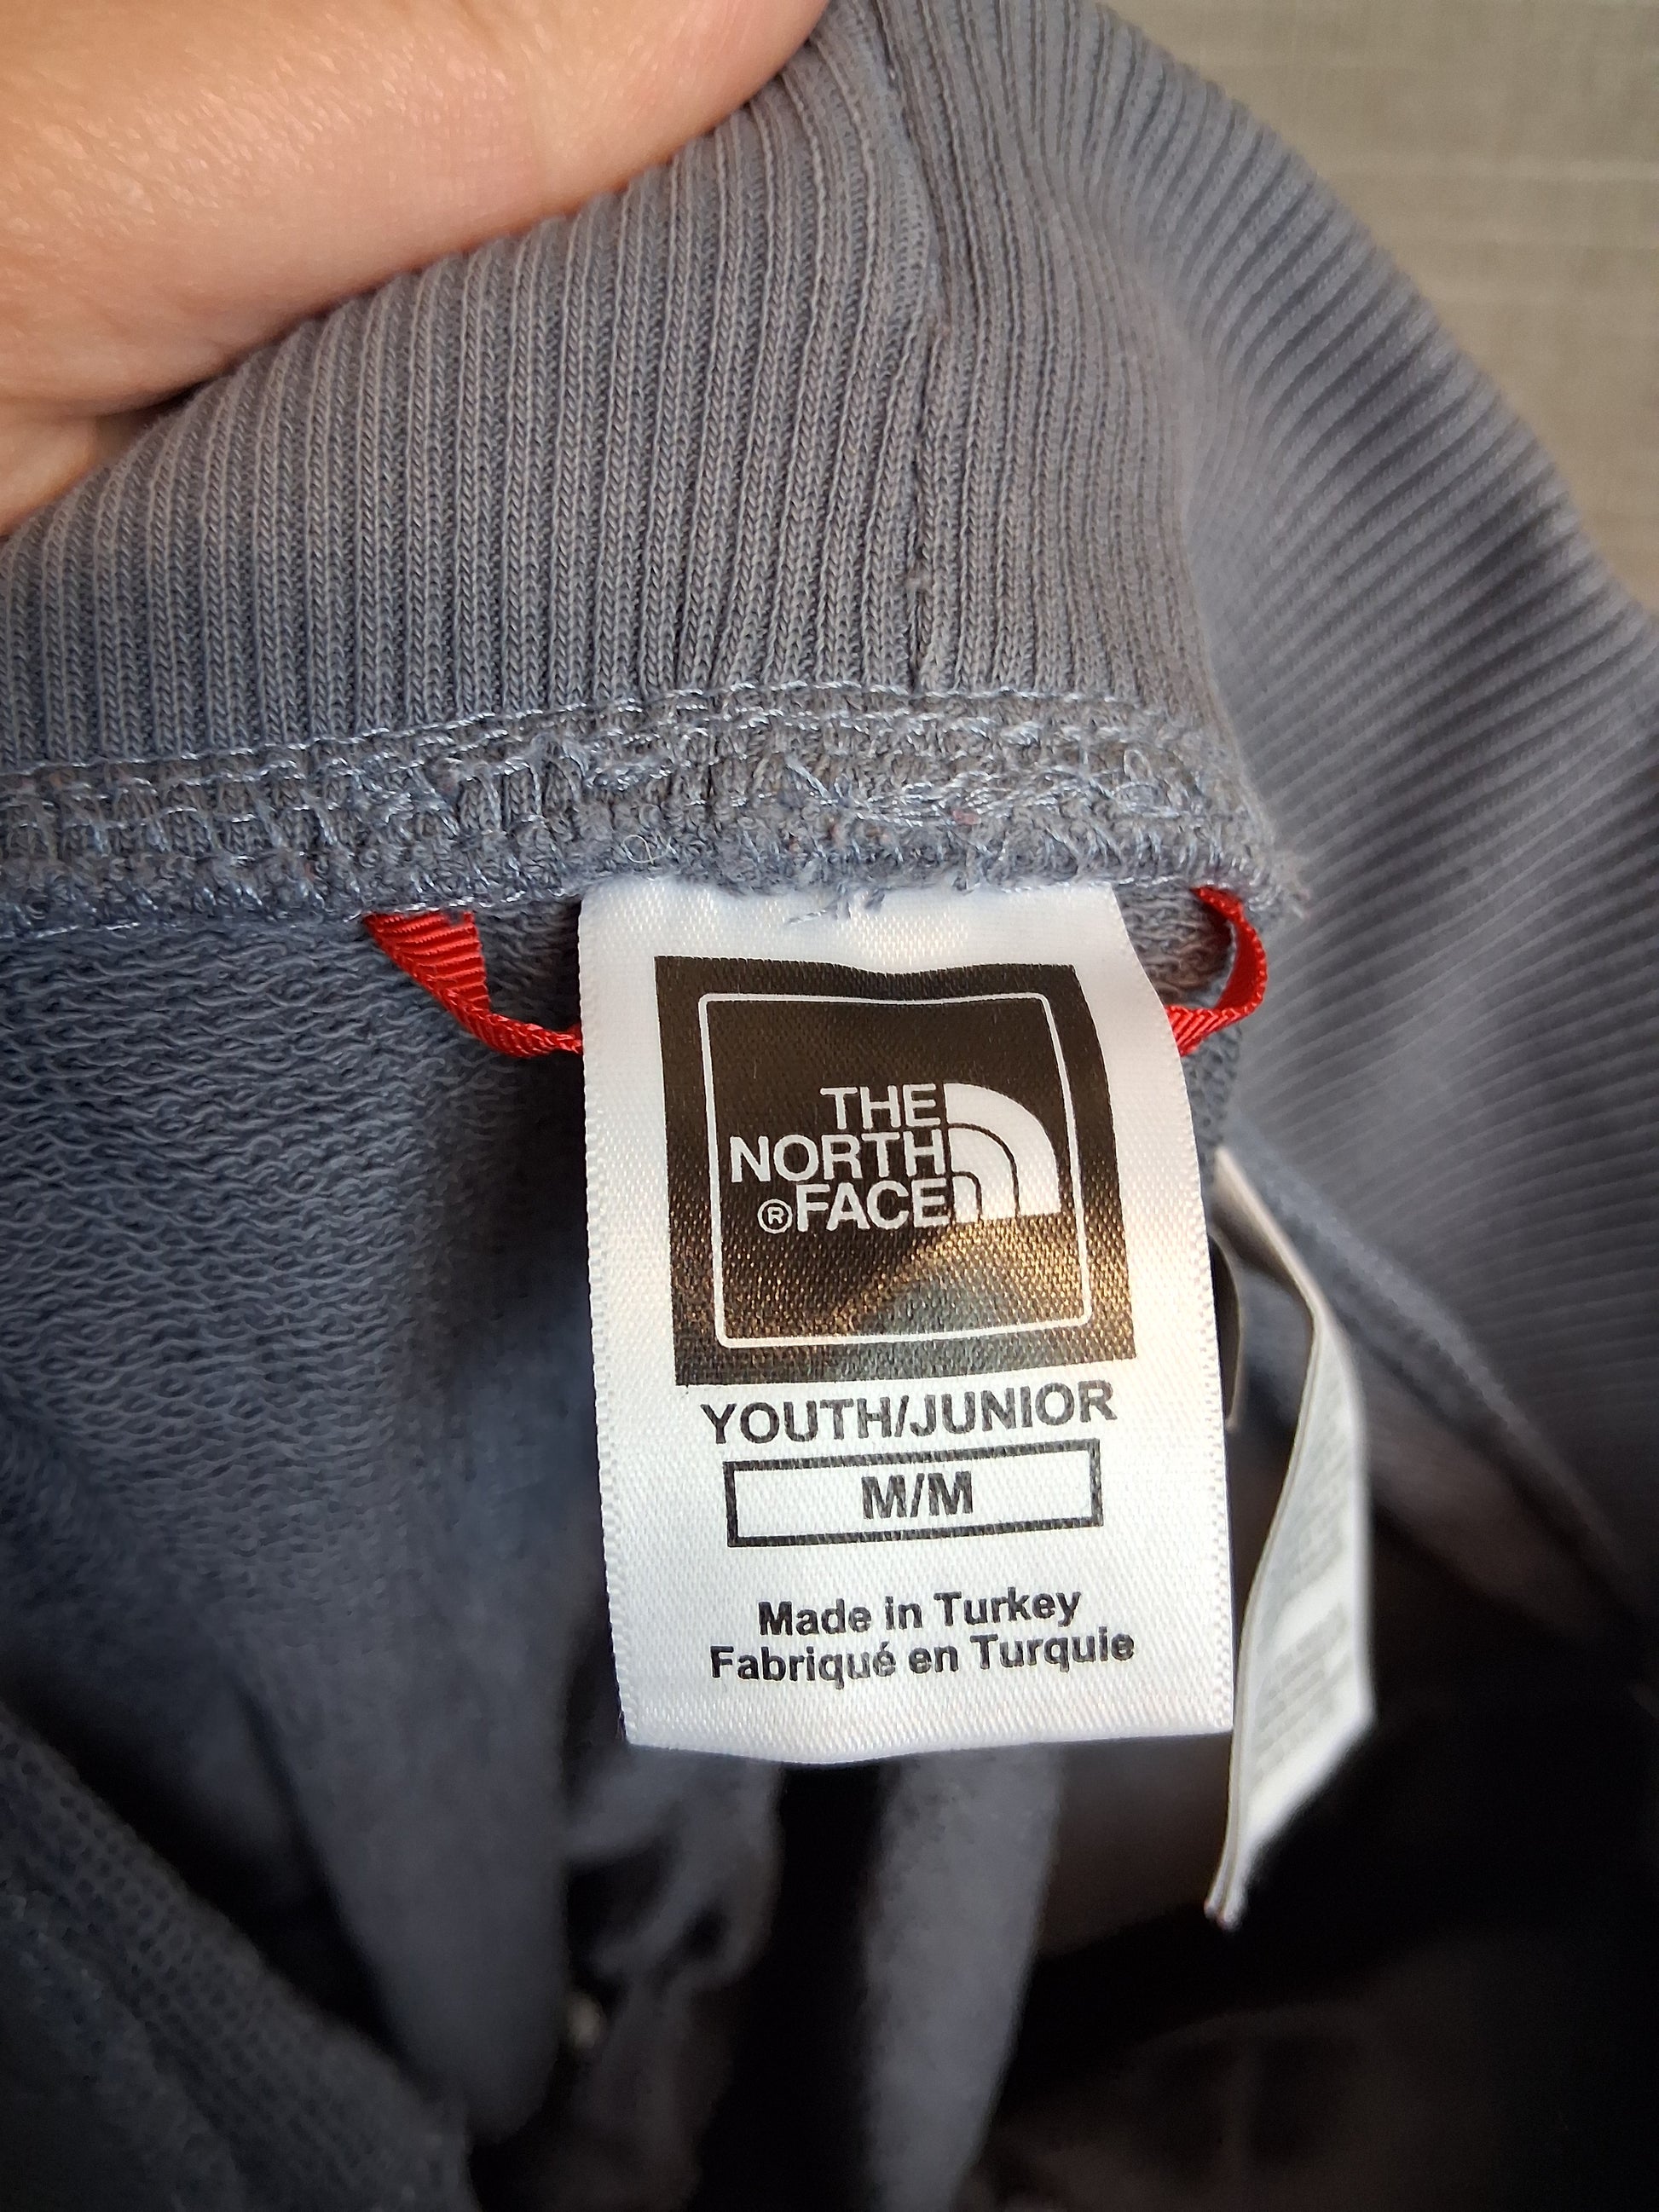 THE
NORTH
®FACE
YOUTH/JUNIOR
M/M
Made in Turkey
Fabriqué en Turquie